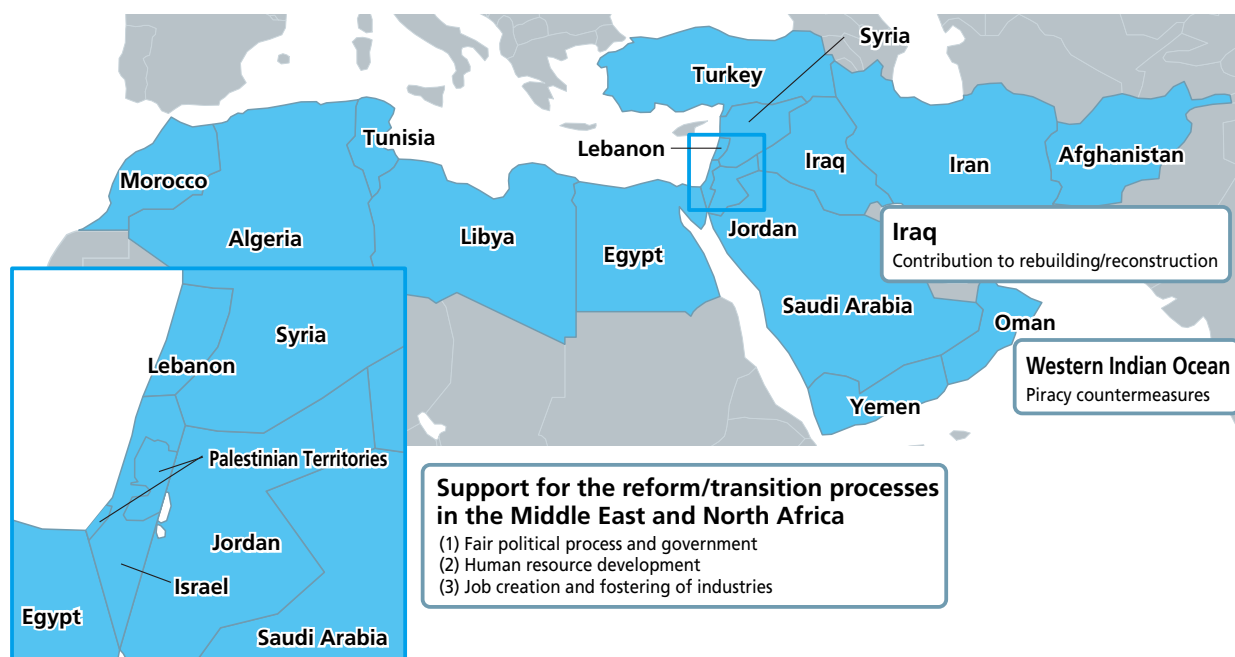 Syria
Turkey
Tunisia
Lebanon
Iraq
Iran
Afghanistan
Morocco
Algeria
Libya
Egypt
Jordan
Iraq
Contribution to rebuilding/reconstruction
Saudi Arabia
Oman
Western Indian Ocean
Piracy countermeasures
Yemen
Syria
Lebanon
Palestinian Territories
Jordan
Israel
Egypt
Saudi Arabia
Support for the reform/transition processes
in the Middle East and North Africa
(1) Fair political process and government
(2) Human resource development
(3) Job creation and fostering of industries